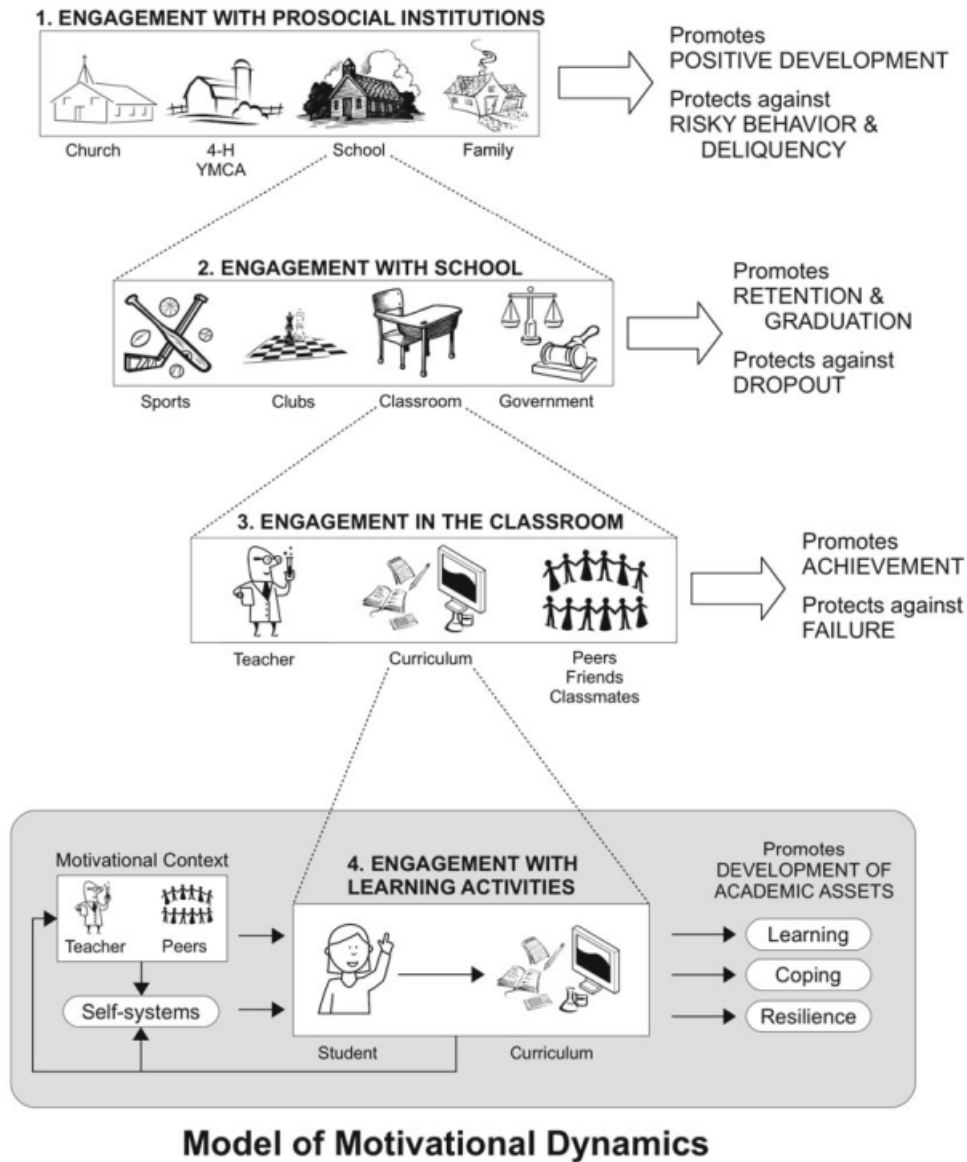 1. ENGAGEMENT WITH PROSOCIAL INSTITUTIONS
Church
4-H
YMCA
School
Family
Promotes
POSITIVE DEVELOPMENT
Protects against
RISKY BEHAVIOR &
DELIQUENCY
2. ENGAGEMENT WITH SCHOOL
Sports
Clubs
Classroom
Government
Promotes
RETENTION &
GRADUATION
Protects against
DROPOUT
3. ENGAGEMENT IN THE CLASSROOM
Teacher
Curriculum
Peers
Friends
Classmates
Promotes
ACHIEVEMENT
Protects against
FAILURE
Motivational Context
Teacher
Peers
Self-systems
4. ENGAGEMENT WITH
LEARNING ACTIVITIES
Student
Curriculum
Promotes
DEVELOPMENT OF
ACADEMIC ASSETS
Learning
Coping
Resilience
Model of Motivational Dynamics